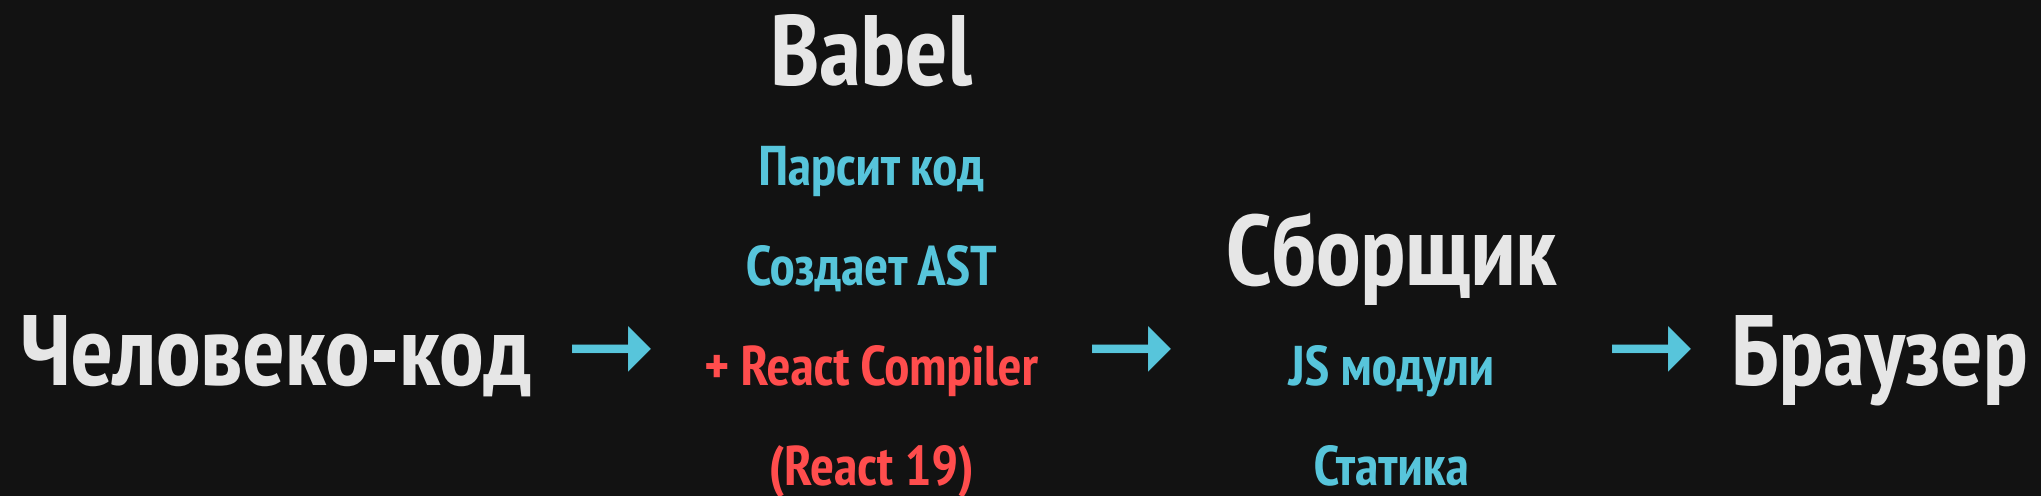 Человеко-код
Babel
Парсит код
Создает AST
+ React Compiler
(React 19)
Сборщик
JS модули
Статика
Браузер